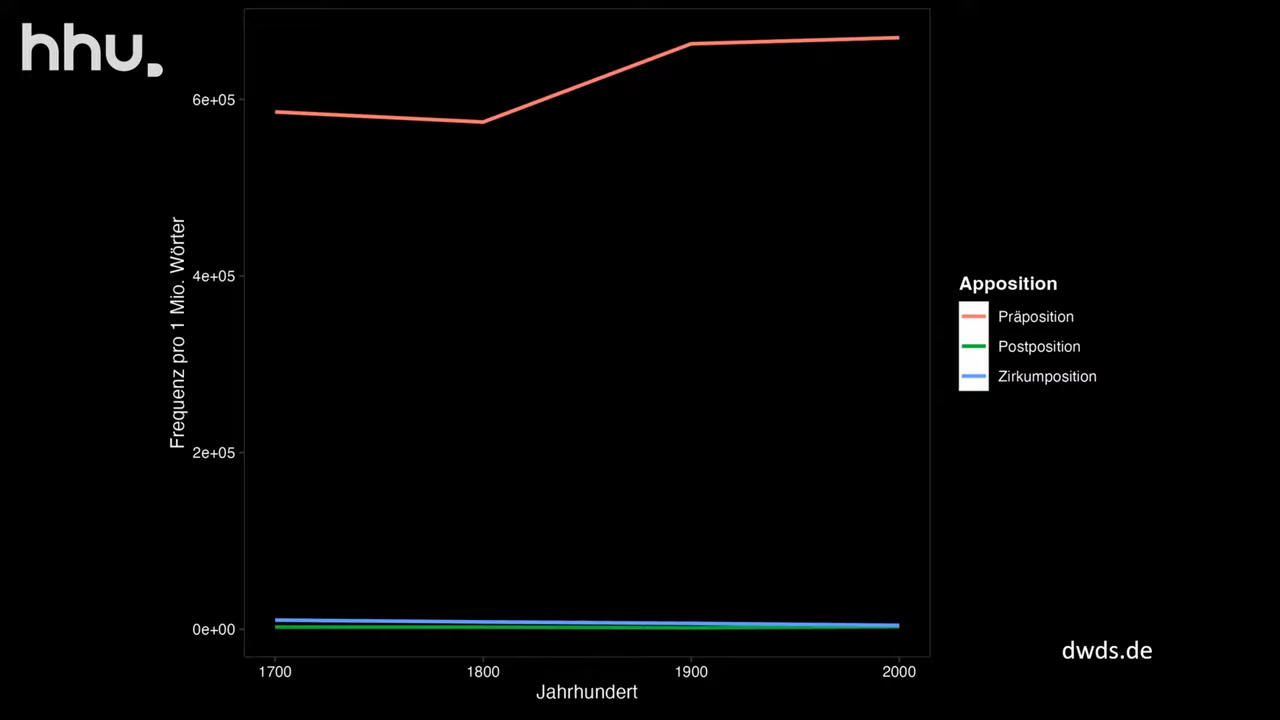 hhu.
6e+05
4e+05
2e+05
0e+00
Frequenz pro 1 Mio. Wörter
1700 1800 1900 2000
Jahrhundert
Apposition
Präposition
Postposition
Zirkumposition
dwds.de